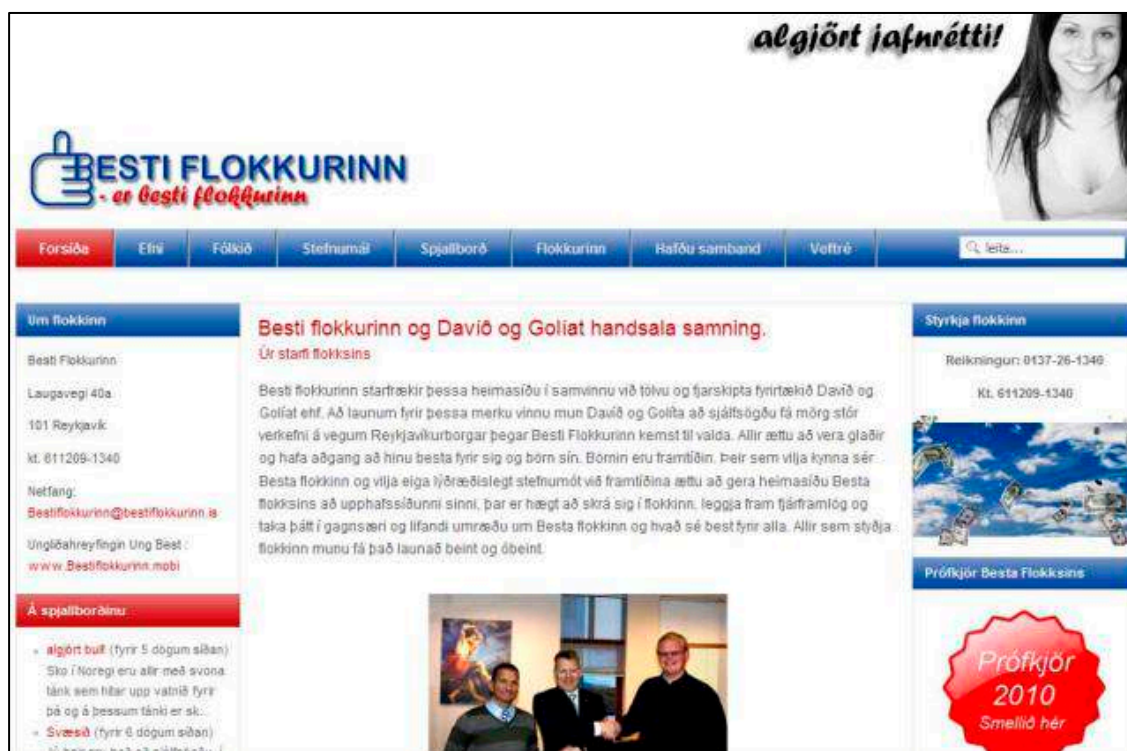 algjört jafnrétti!
BESTI FLOKKURINN
- er besti flokkurinn
Forsíða
Efni
Fólkið
Stefnumál
Spjallborð
Flokkurinn
Hafðu samband
Veftré
leita...
Um flokkinn
Besti Flokkurinn
Laugavegi 40a
101 Reykjavík
kt. 611209-1340
Netfang:
Bestiflokkurinn@bestiflokkurinn.is
Ungliðahreyfingin Ung Best :
www.Bestiflokkurinn.mobi
Á spjallborðinu
algjört bull (fyrir 5 dögum síðan)
Sko í Noregi eru allir með svona
tánk sem hitar upp vatnið fyrir
þá og á þessum tánki er sk...
Svæsið (fyrir 6 dögum síðan)
Besti flokkurinn og Davíð og Golíat handsala samning.
Úr starfi flokksins
Besti flokkurinn starfrækir þessa heimasíðu í samvinnu við tölvu og fjarskipta fyrirtækið Davíð og
Golíat ehf. Að launum fyrir þessa merku vinnu mun Davíð og Golíta að sjálfsögðu fá mörg stór
verkefni á vegum Reykjavíkurborgar þegar Besti Flokkurinn kemst til valda. Allir ættu að vera glaðir
og hafa aðgang að hinu besta fyrir sig og börn sín. Börnin eru framtíðin. Þeir sem vilja kynna sér
Besta flokkinn og vilja eiga lýðræðislegt stefnumót við framtíðina ættu að gera heimasíðu Besta
flokksins að upphafssíðunni sinni, þar er hægt að skrá sig í flokkinn, leggja fram fjárframlög og
taka þátt í gagnsæri og lifandi umræðu um Besta flokkinn og hvað sé best fyrir alla. Allir sem styðja
flokkinn munu fá það launað beint og óbeint.
Styrkja flokkinn
Reikningur: 0137-26-1340
Kt. 611209-1340
Prófkjör Besta Flokksins
Prófkjör
2010
Smellið hér